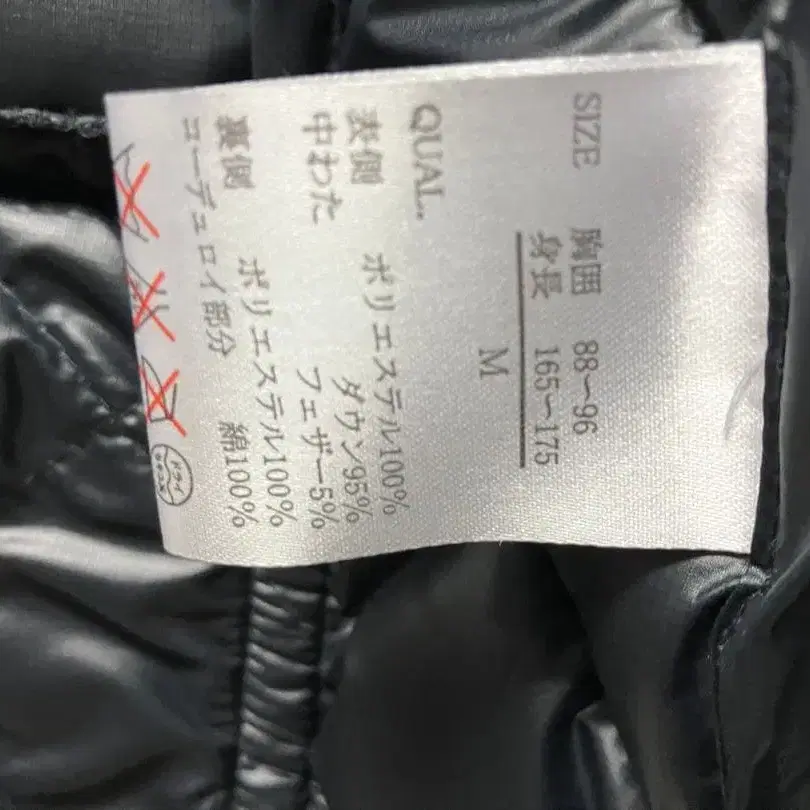 SIZE 胸囲 88〜96
身長 165〜175
M
QUAL.
表側 ポリエステル100%
中わた ダウン95%
フェザー5%
裏側 ポリエステル100%
コーデュロイ部分 綿100%
ドライ